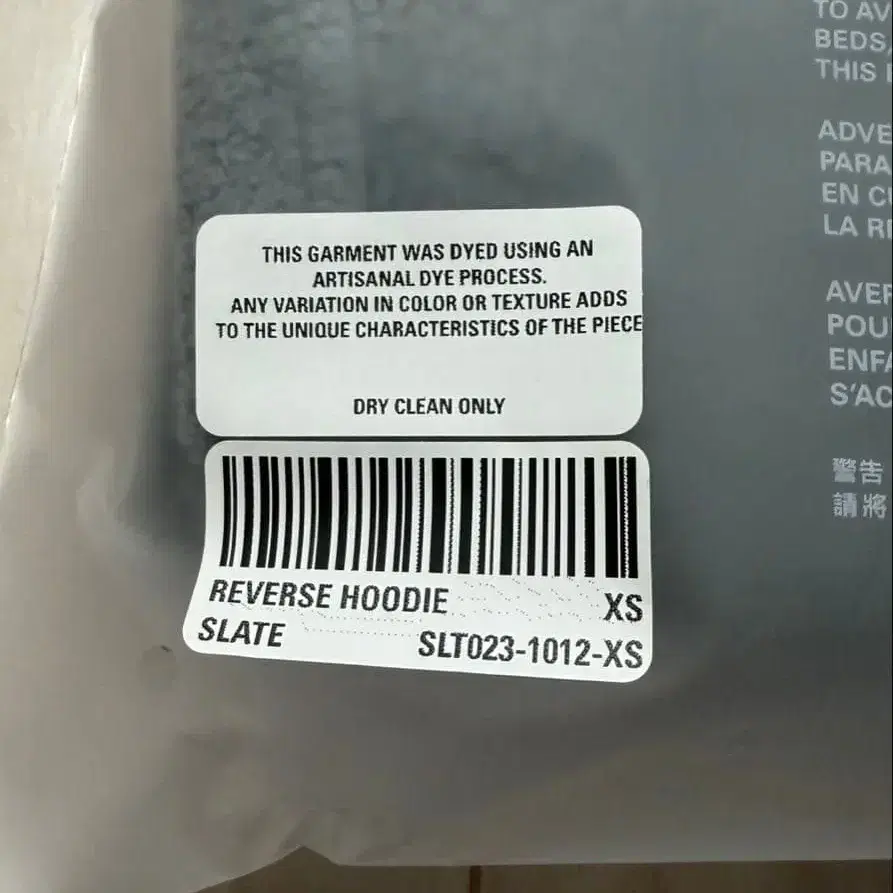 THIS GARMENT WAS DYED USING AN
ARTISANAL DYE PROCESS.
ANY VARIATION IN COLOR OR TEXTURE ADDS
TO THE UNIQUE CHARACTERISTICS OF THE PIECE
DRY CLEAN ONLY
REVERSE HOODIE XS
SLATE SLT023-1012-XS
TO AV
BEDS,
THIS
ADVE
PARA
EN C
LA R
AVER
POU
ENFA
S'AC
警告
請將